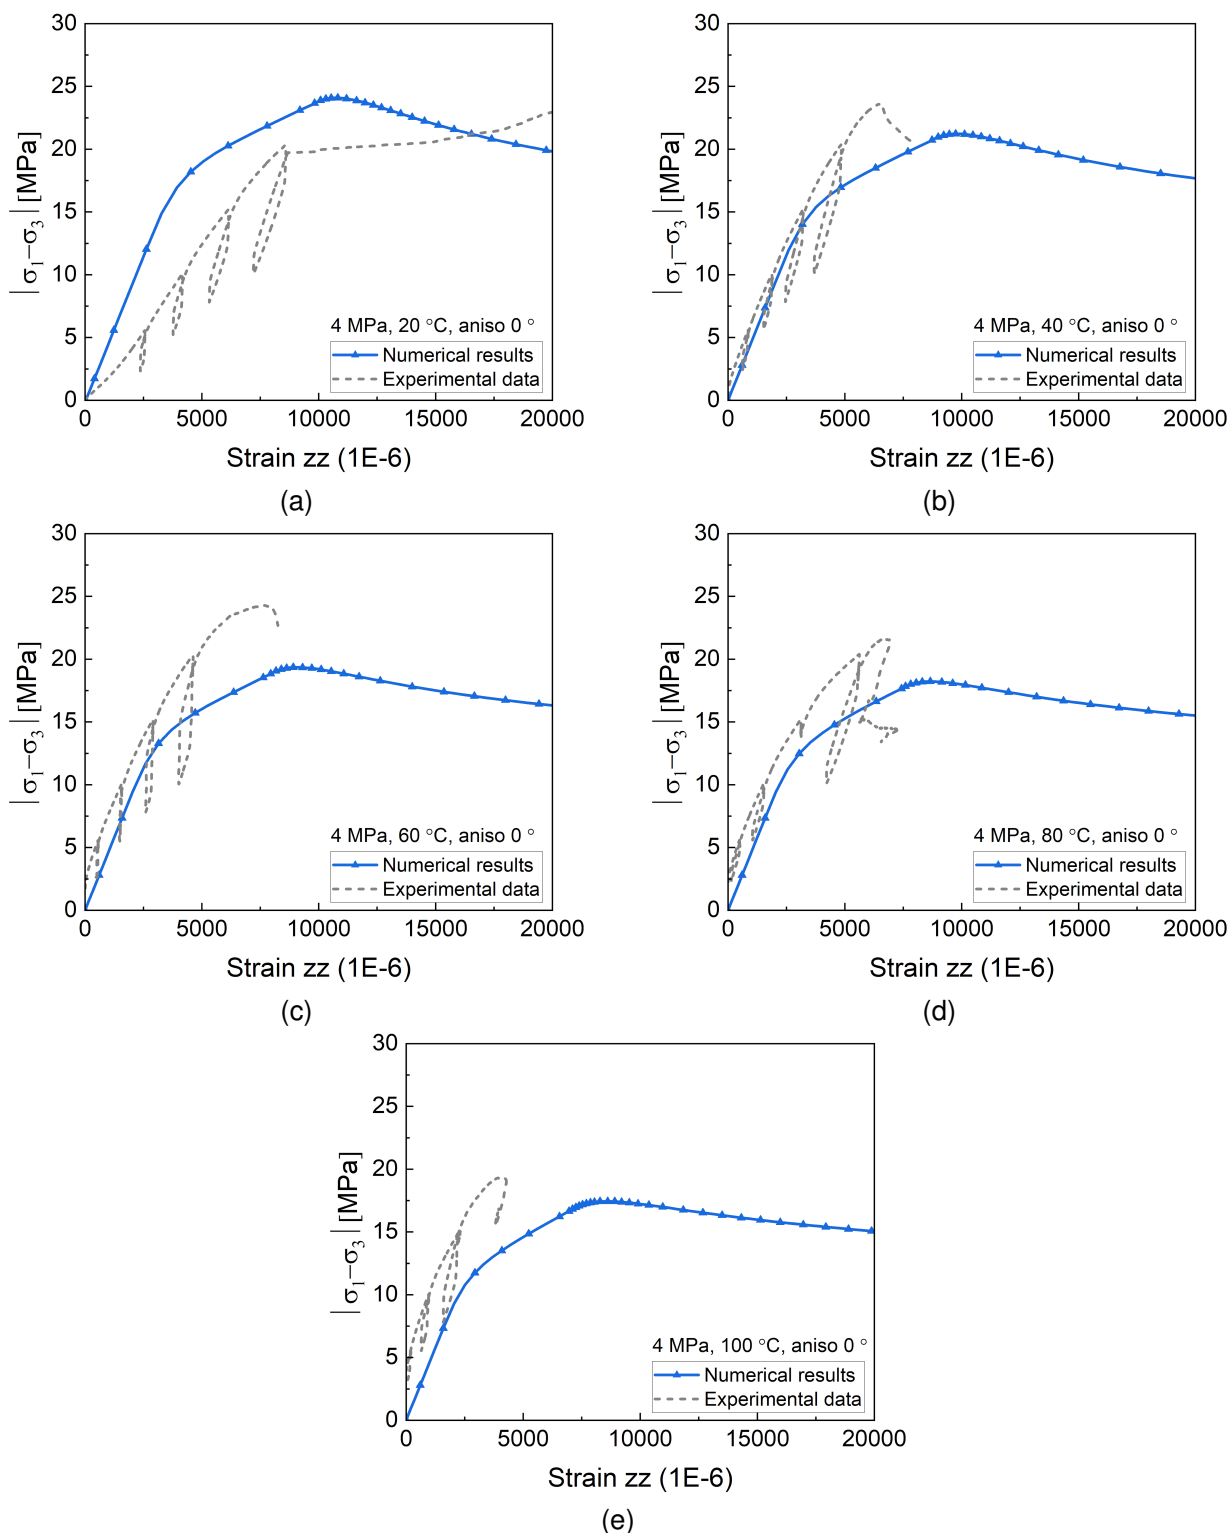 30
25
20
15
10
5
0
|σ₁–σ₃| [MPa]
4 MPa, 20 °C, aniso 0 °
Numerical results
Experimental data
0 5000 10000 15000 20000
Strain zz (1E-6)
(a)
30
25
20
15
10
5
0
|σ₁–σ₃| [MPa]
4 MPa, 40 °C, aniso 0 °
Numerical results
Experimental data
0 5000 10000 15000 20000
Strain zz (1E-6)
(b)
30
25
20
15
10
5
0
|σ₁–σ₃| [MPa]
4 MPa, 60 °C, aniso 0 °
Numerical results
Experimental data
0 5000 10000 15000 20000
Strain zz (1E-6)
(c)
30
25
20
15
10
5
0
|σ₁–σ₃| [MPa]
4 MPa, 80 °C, aniso 0 °
Numerical results
Experimental data
0 5000 10000 15000 20000
Strain zz (1E-6)
(d)
30
25
20
15
10
5
0
|σ₁–σ₃| [MPa]
4 MPa, 100 °C, aniso 0 °
Numerical results
Experimental data
0 5000 10000 15000 20000
Strain zz (1E-6)
(e)